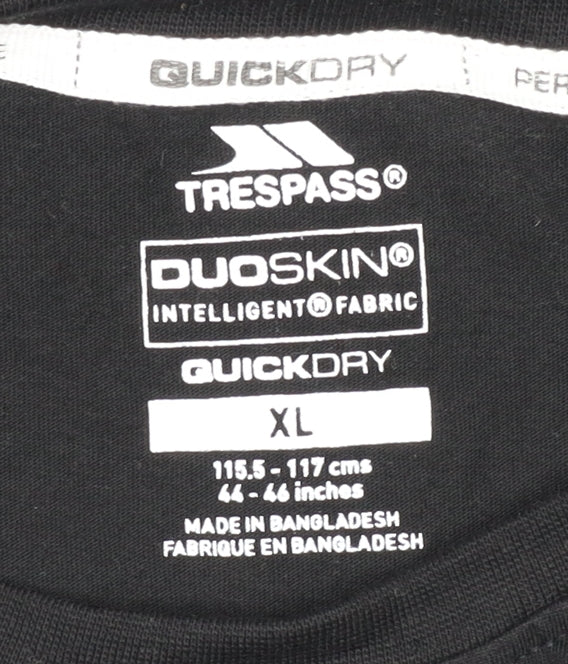 QUICKDRY
PER
TRESPASS®
DUOSKIN®
INTELLIGENT® FABRIC
QUICKDRY
XL
115.5 - 117 cms
44 - 46 inches
MADE IN BANGLADESH
FABRIQUE EN BANGLADESH